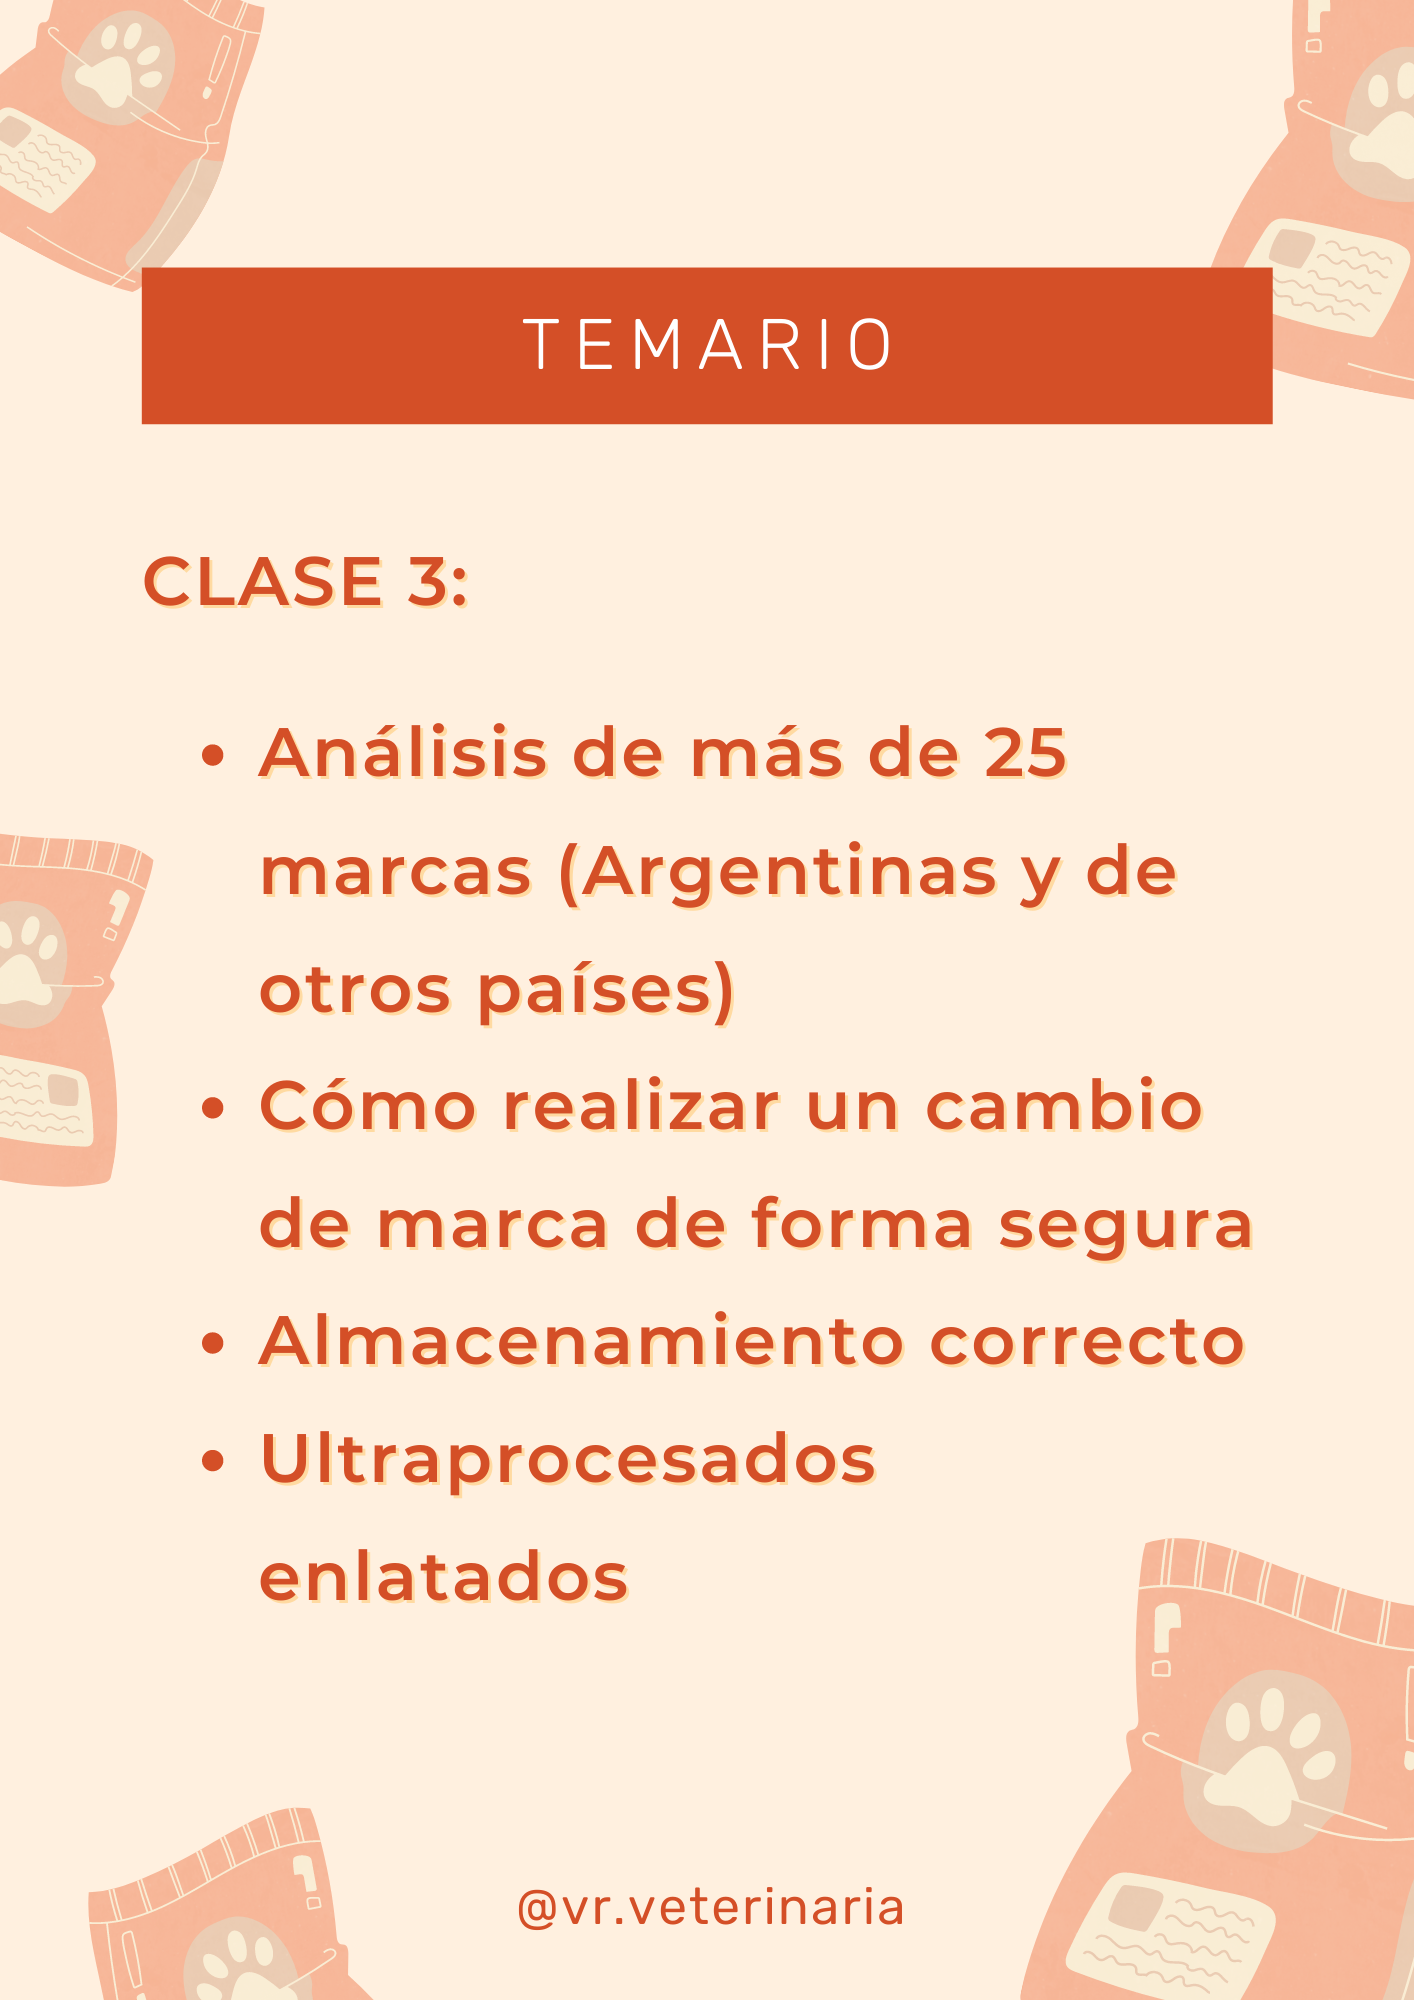 TEMARIO
CLASE 3:
• Análisis de más de 25
marcas (Argentinas y de
otros países)
• Cómo realizar un cambio
de marca de forma segura
• Almacenamiento correcto
• Ultraprocesados
enlatados
@vr.veterinaria